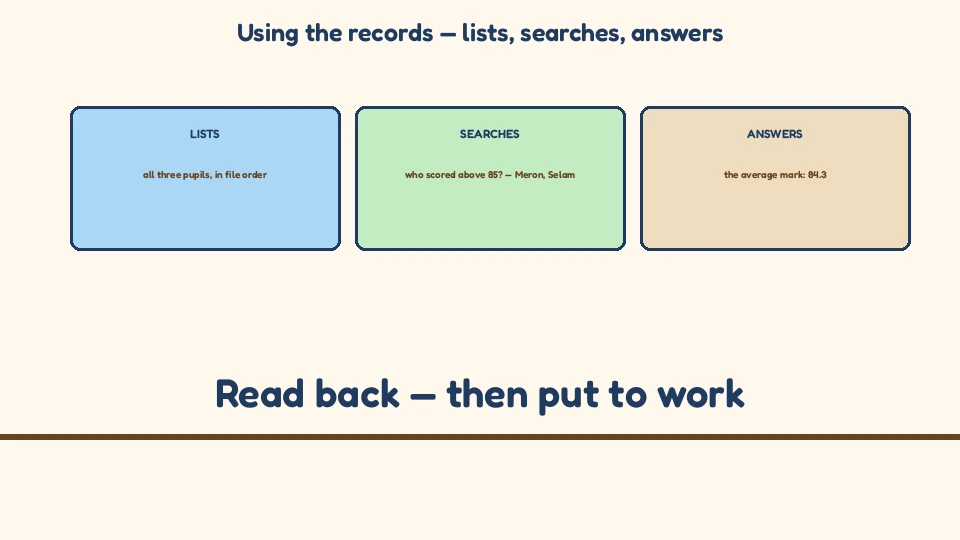 Using the records — lists, searches, answers
LISTS
all three pupils, in file order
SEARCHES
who scored above 85? — Meron, Selam
ANSWERS
the average mark: 84.3
Read back — then put to work